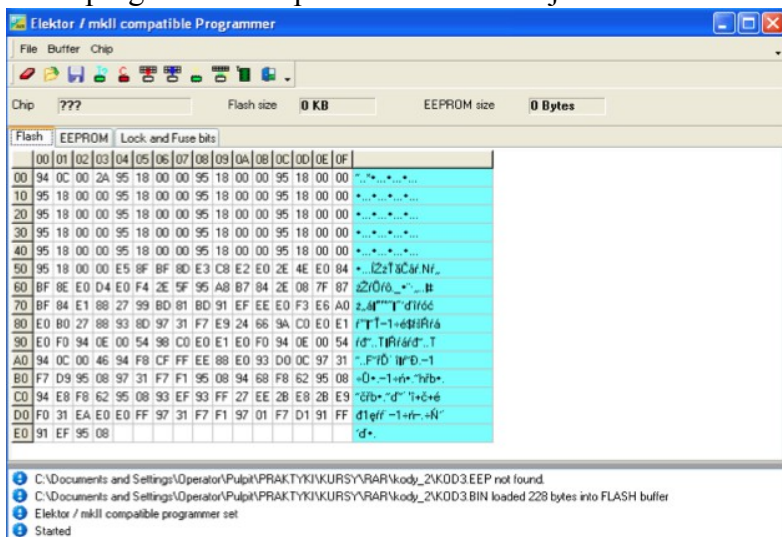 Elektor / mkII compatible Programmer
File Buffer Chip
Chip ??? Flash size 0 KB EEPROM size 0 Bytes
Flash EEPROM Lock and Fuse bits
00 01 02 03 04 05 06 07 08 09 0A 0B 0C 0D 0E 0F
00 94 0C 00 2A 95 18 00 00 95 18 00 00 95 18 00 00
10 95 18 00 00 95 18 00 00 95 18 00 00 95 18 00 00
20 95 18 00 00 95 18 00 00 95 18 00 00 95 18 00 00
30 95 18 00 00 95 18 00 00 95 18 00 00 95 18 00 00
40 95 18 00 00 95 18 00 00 95 18 00 00 95 18 00 00
50 95 18 00 00 E5 8F BF 8D E3 C8 E2 E0 2E 4E E0 84
60 BF 8E E0 D4 E0 F4 2E 5F 95 A8 B7 84 2E 08 7F 87
70 BF 84 E1 88 27 99 BD 81 BD 91 EF EE E0 F3 E6 A0
80 E0 B0 27 88 93 8D 97 31 F7 E9 24 66 9A C0 E0 E1
90 E0 F0 94 0E 00 54 98 C0 E0 E1 E0 F0 94 0E 00 54
A0 94 0C 00 46 94 F8 CF FF EE 88 E0 93 D0 0C 97 31
B0 F7 D9 95 08 97 31 F7 F1 95 08 94 68 F8 62 95 08
C0 94 E8 F8 62 95 08 93 EF 93 FF 27 EE 2B E8 2B E9
D0 F0 31 EA E0 E0 FF 97 31 F7 F1 97 01 F7 D1 91 FF
E0 91 EF 95 08
C:\Documents and Settings\Operator\Pulpit\PRAKTYKI\KURSY\RAR\kody_2\KOD3.EEP not found.
C:\Documents and Settings\Operator\Pulpit\PRAKTYKI\KURSY\RAR\kody_2\KOD3.BIN loaded 228 bytes into FLASH buffer
Elektor / mkII compatible programmer set
Started